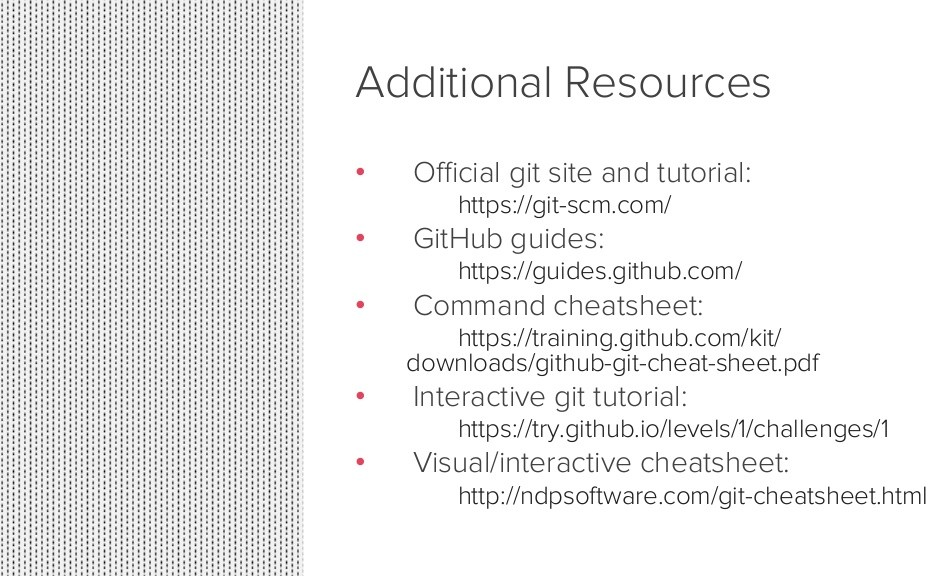 Additional Resources
• Official git site and tutorial:
https://git-scm.com/
• GitHub guides:
https://guides.github.com/
• Command cheatsheet:
https://training.github.com/kit/
downloads/github-git-cheat-sheet.pdf
• Interactive git tutorial:
https://try.github.io/levels/1/challenges/1
• Visual/interactive cheatsheet:
http://ndpsoftware.com/git-cheatsheet.html